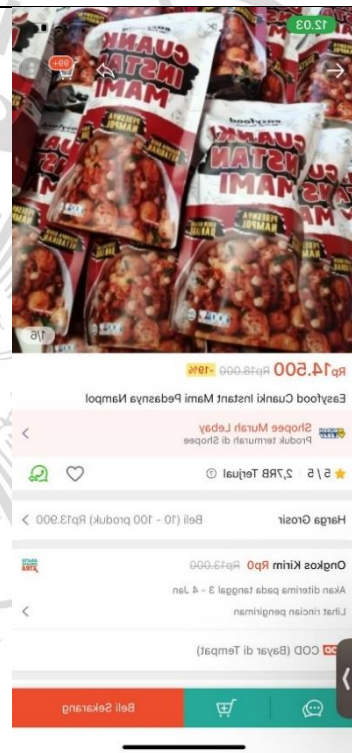 12.03
99+
easyfood
CUANKI
INSTAN
MAMI
PEDESNYA
NAMPOL
1/6
Rp14.500 Rp18.000 -19%
Easyfood Cuanki Instant Mami Pedasnya Nampol
Shopee Murah Lebay
Produk termurah di Shopee
5 / 5 2,7RB Terjual
Harga Grosir Beli (10 - 100 produk) Rp13.900
Ongkos Kirim Rp0 Rp13.000
Akan diterima pada tanggal 3 - 4 Jan
Lihat rincian pengiriman
COD (Bayar di Tempat)
Beli Sekarang